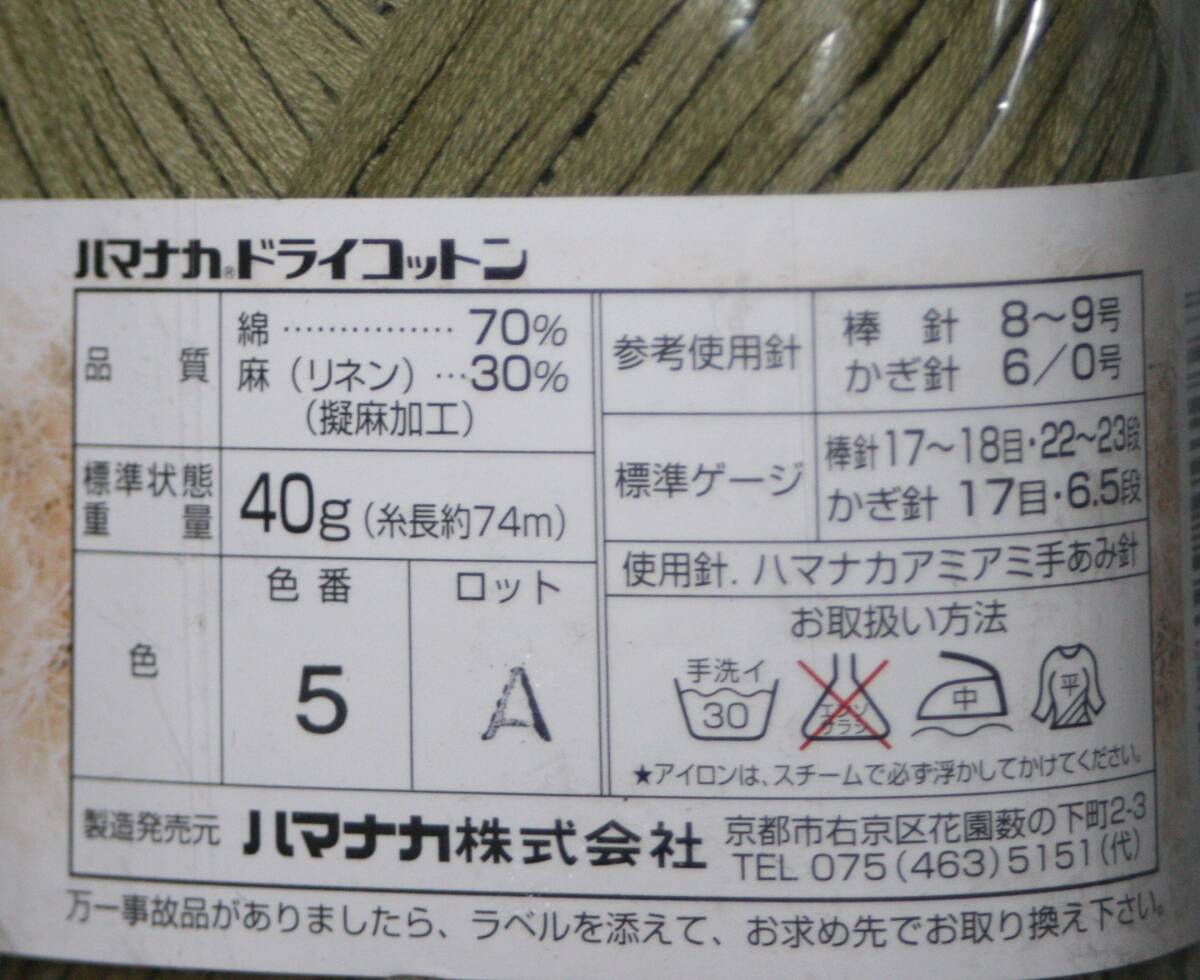 ハマナカ®ドライコットン
品質
綿……………70%
麻（リネン）…30%
（擬麻加工）
標準状態
重量
40g（糸長約74m）
色
色番
ロット
5
A
参考使用針
棒針 8～9号
かぎ針 6／0号
標準ゲージ
棒針17～18目・22～23段
かぎ針 17目・6.5段
使用針. ハマナカアミアミ手あみ針
お取扱い方法
手洗イ
30
エンソ
サラシ
中
平
★アイロンは、スチームで必ず浮かしてかけてください。
製造発売元
ハマナカ株式会社
京都市右京区花園薮の下町2-3
TEL 075(463)5151(代)
万一事故品がありましたら、ラベルを添えて、お求め先でお取り換え下さい。